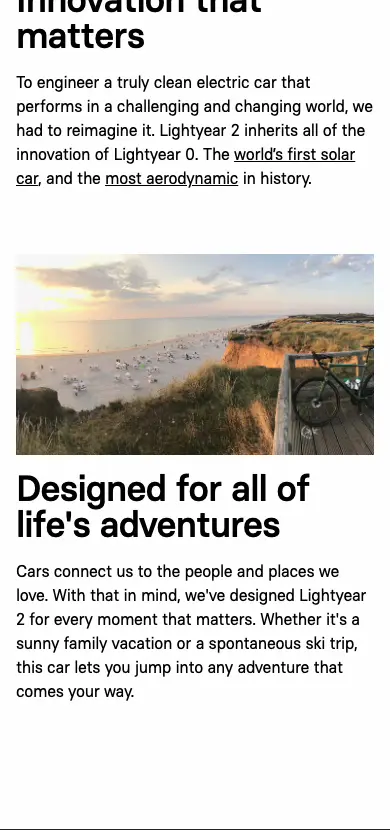 Innovation that
matters
To engineer a truly clean electric car that
performs in a challenging and changing world, we
had to reimagine it. Lightyear 2 inherits all of the
innovation of Lightyear 0. The world’s first solar
car, and the most aerodynamic in history.
Designed for all of
life's adventures
Cars connect us to the people and places we
love. With that in mind, we've designed Lightyear
2 for every moment that matters. Whether it's a
sunny family vacation or a spontaneous ski trip,
this car lets you jump into any adventure that
comes your way.